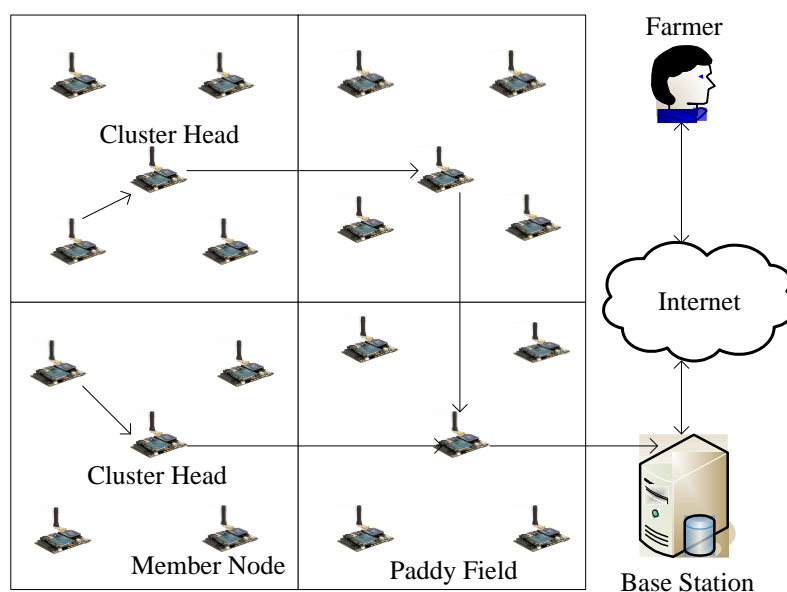 Farmer
Cluster Head
Internet
Cluster Head
Member Node
Paddy Field
Base Station